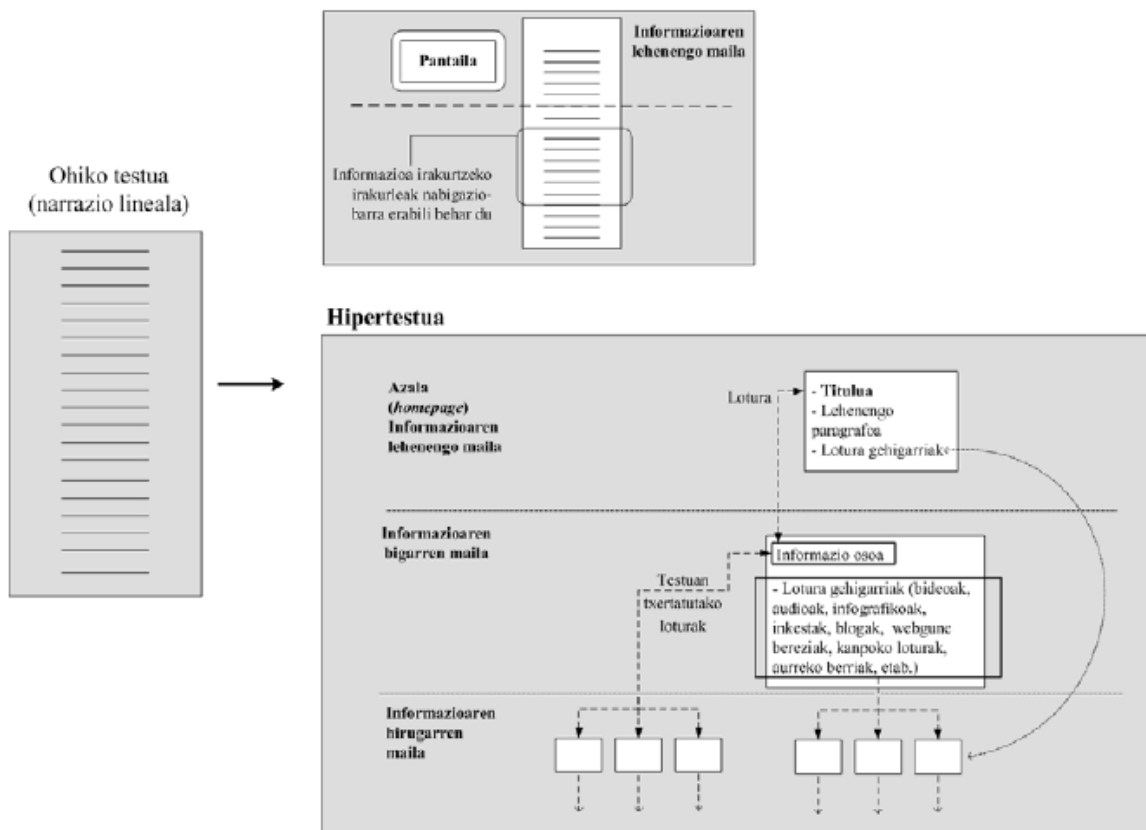 Informazioaren
lehenengo maila
Pantaila
Informazioa irakurtzeko
irakurleak nabigazio-
barra erabili behar du
Ohiko testua
(narrazio lineala)
Hipertestua
Azala
(homepage)
Informazioaren
lehenengo maila
Lotura
- Titulua
- Lehenengo
paragrafoa
- Lotura gehigarriak
Informazioaren
bigarren maila
Informazio osoa
Testuan
txertatutako
loturak
- Lotura gehigarriak (bideoak,
audioak, infografikoak,
inkestak, blogak, webgune
bereziak, kanpoko loturak,
aurreko berriak, etab.)
Informazioaren
hirugarren
maila